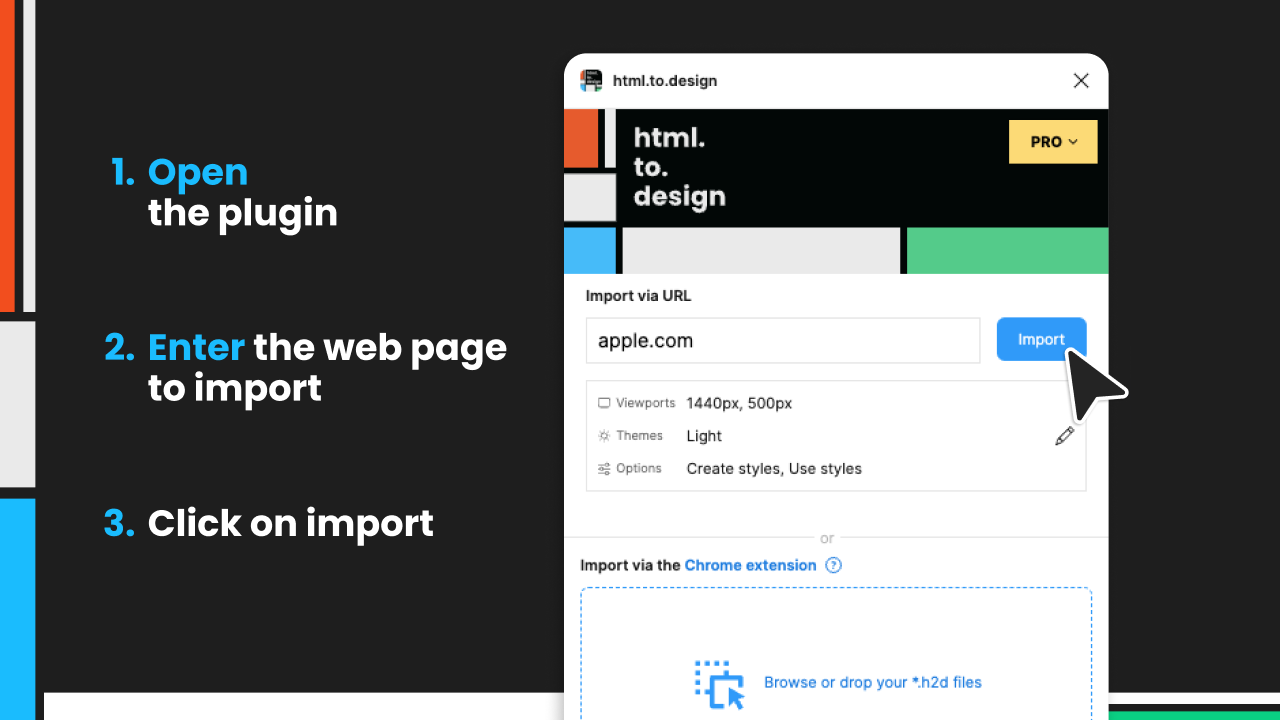 1. Open
the plugin
2. Enter the web page
to import
3. Click on import
html.to.design
html.
to.
design
PRO
Import via URL
apple.com
Import
Viewports 1440px, 500px
Themes Light
Options Create styles, Use styles
or
Import via the Chrome extension ?
Browse or drop your *.h2d files